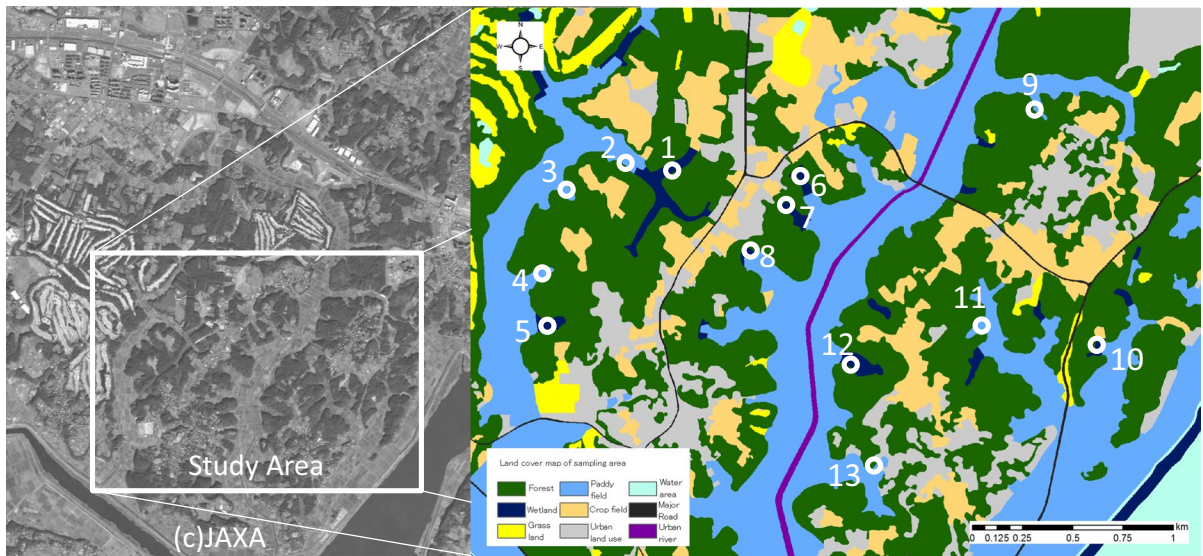 Study Area
(c)JAXA
N
W E
S
1
2
3
4
5
6
7
8
9
10
11
12
13
Land cover map of sampling area
Forest
Paddy field
Water area
Wetland
Crop field
Major Road
Grass land
Urban land use
Urban river
km
0 0.125 0.25 0.5 0.75 1